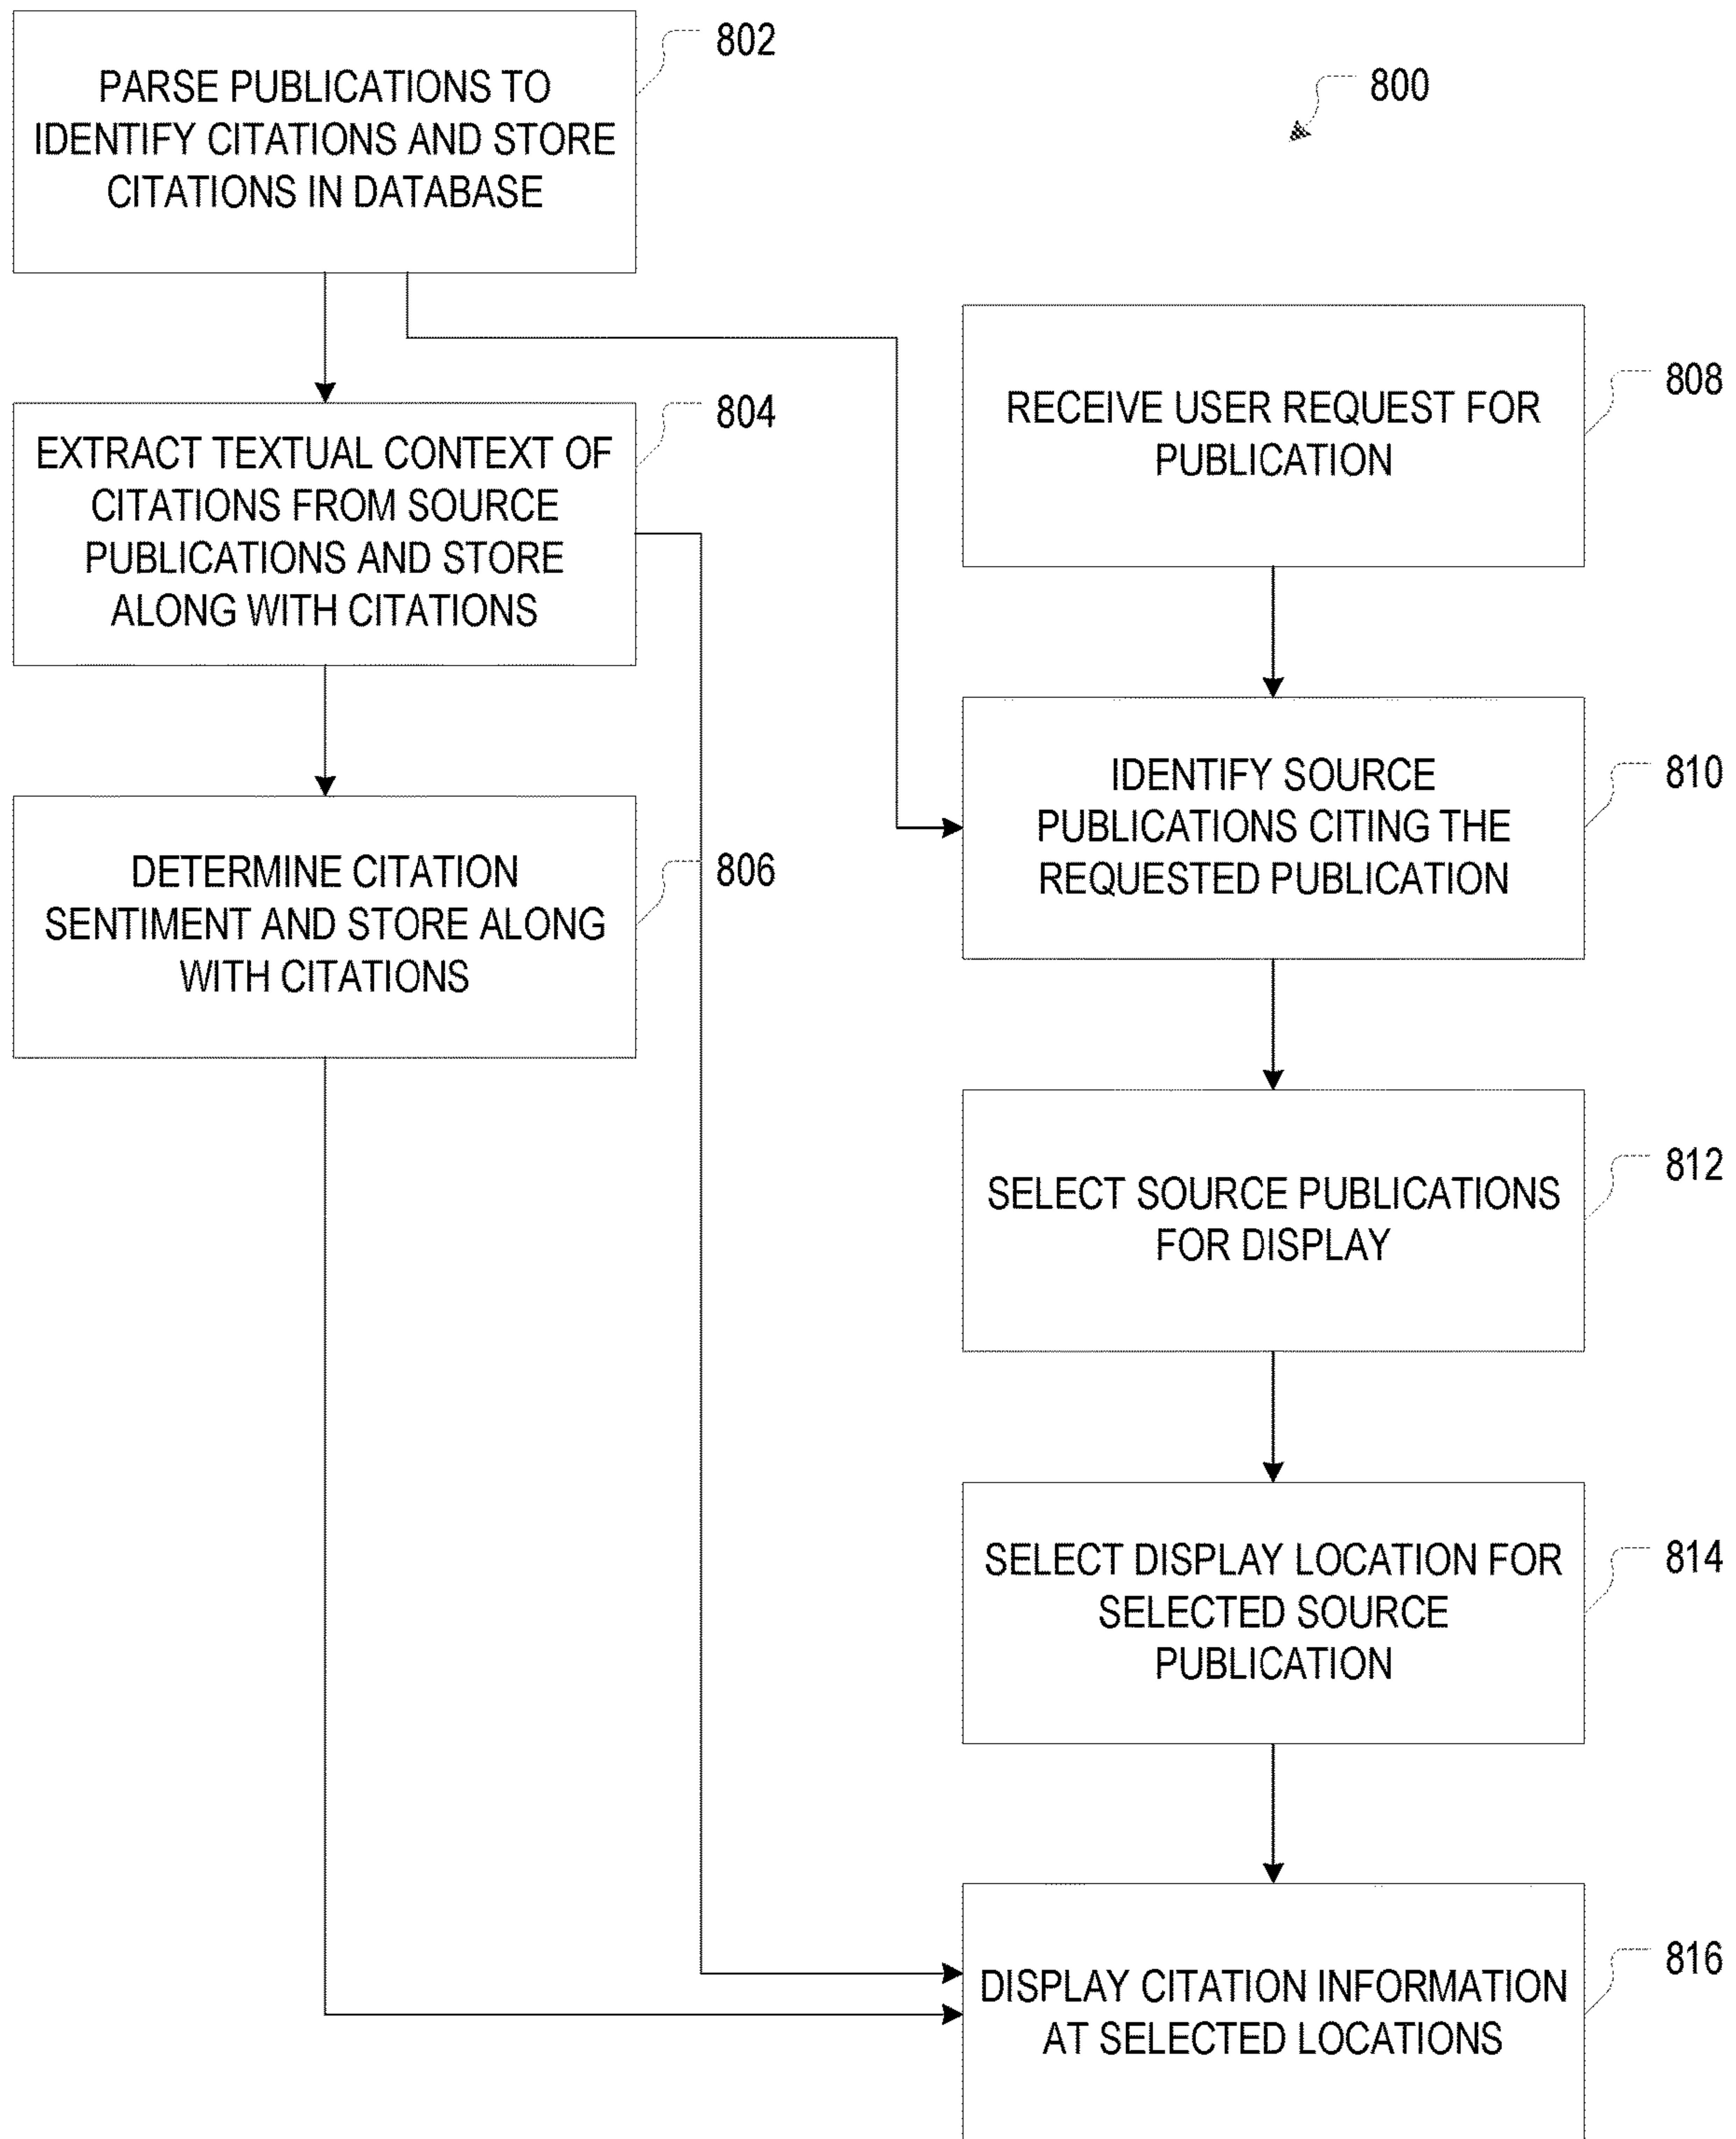 802
PARSE PUBLICATIONS TO
IDENTIFY CITATIONS AND STORE
CITATIONS IN DATABASE
800
804
EXTRACT TEXTUAL CONTEXT OF
CITATIONS FROM SOURCE
PUBLICATIONS AND STORE
ALONG WITH CITATIONS
806
DETERMINE CITATION
SENTIMENT AND STORE ALONG
WITH CITATIONS
808
RECEIVE USER REQUEST FOR
PUBLICATION
810
IDENTIFY SOURCE
PUBLICATIONS CITING THE
REQUESTED PUBLICATION
812
SELECT SOURCE PUBLICATIONS
FOR DISPLAY
814
SELECT DISPLAY LOCATION FOR
SELECTED SOURCE
PUBLICATION
816
DISPLAY CITATION INFORMATION
AT SELECTED LOCATIONS